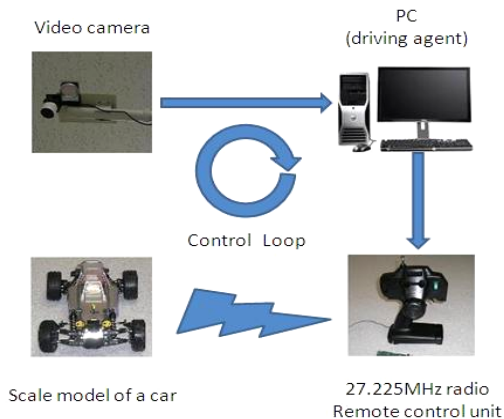 Video camera
PC
(driving agent)
Control Loop
Scale model of a car
27.225MHz radio
Remote control unit